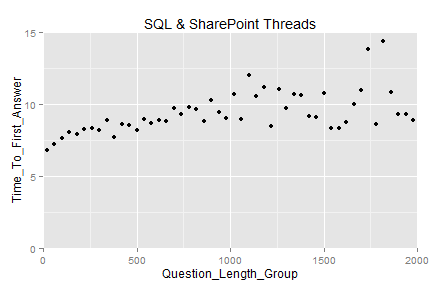 SQL & SharePoint Threads
Time_To_First_Answer
15
10
5
0
0 500 1000 1500 2000
Question_Length_Group